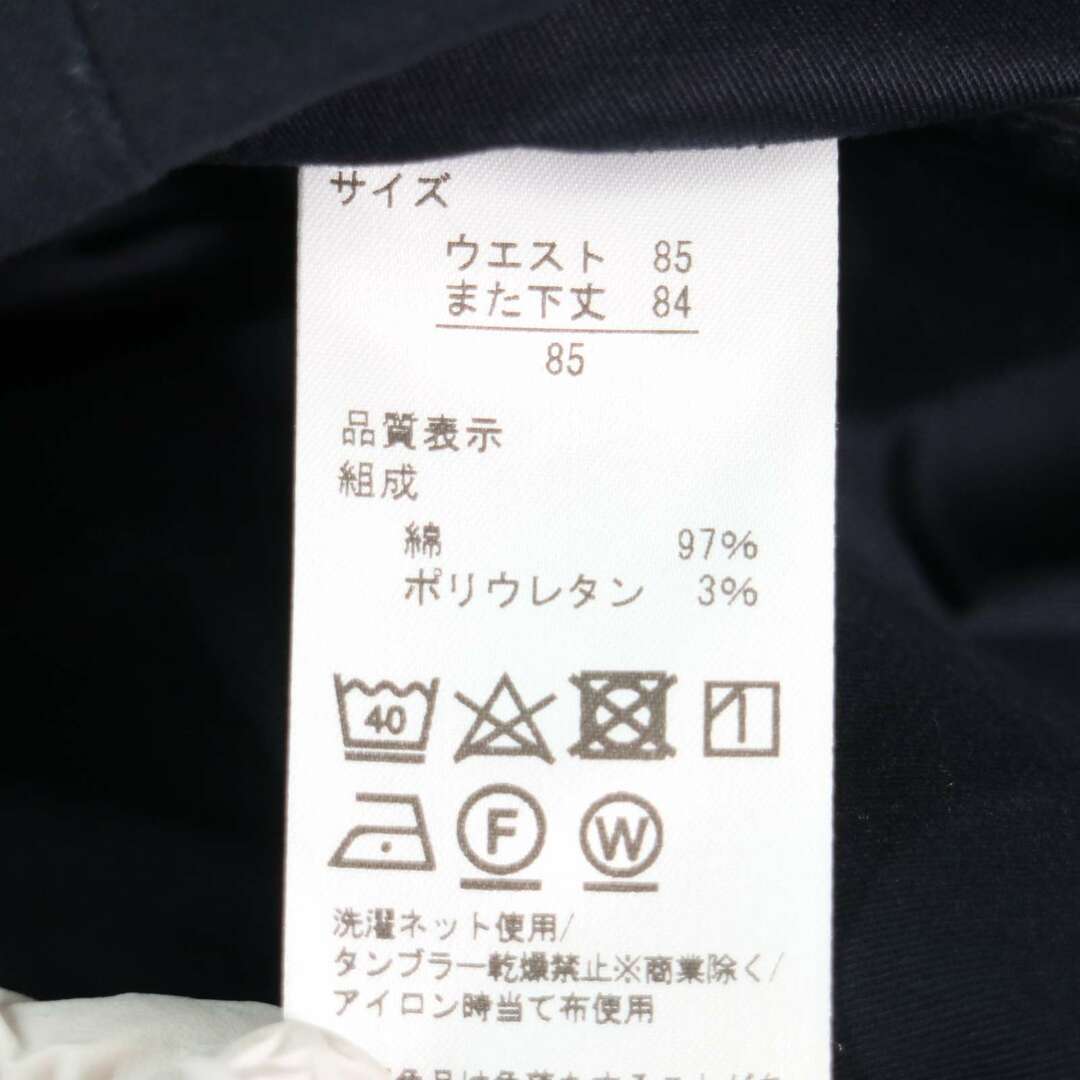 サイズ
ウエスト 85
また下丈 84
85
品質表示
組成
綿 97%
ポリウレタン 3%
40
F W
洗濯ネット使用/
タンブラー乾燥禁止※商業除く/
アイロン時当て布使用